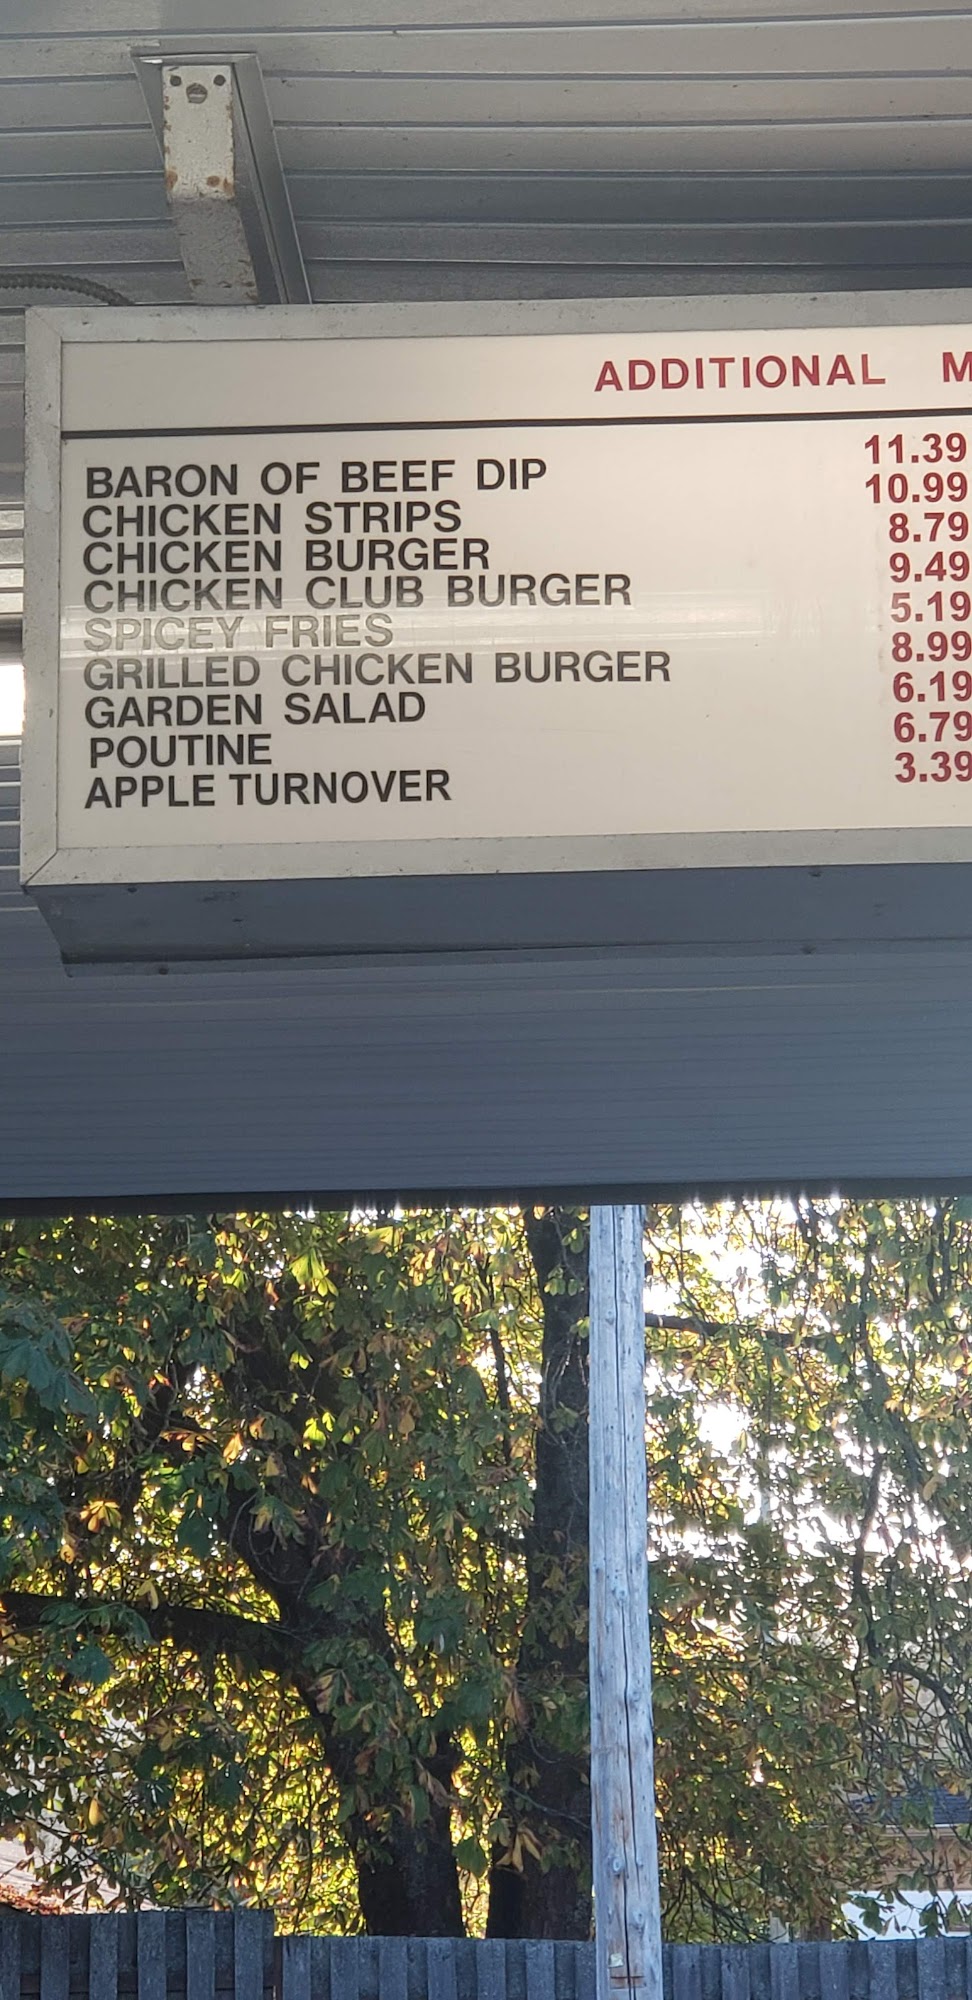 ADDITIONAL M
BARON OF BEEF DIP 11.39
CHICKEN STRIPS 10.99
CHICKEN BURGER 8.79
CHICKEN CLUB BURGER 9.49
SPICEY FRIES 5.19
GRILLED CHICKEN BURGER 8.99
GARDEN SALAD 6.19
POUTINE 6.79
APPLE TURNOVER 3.39